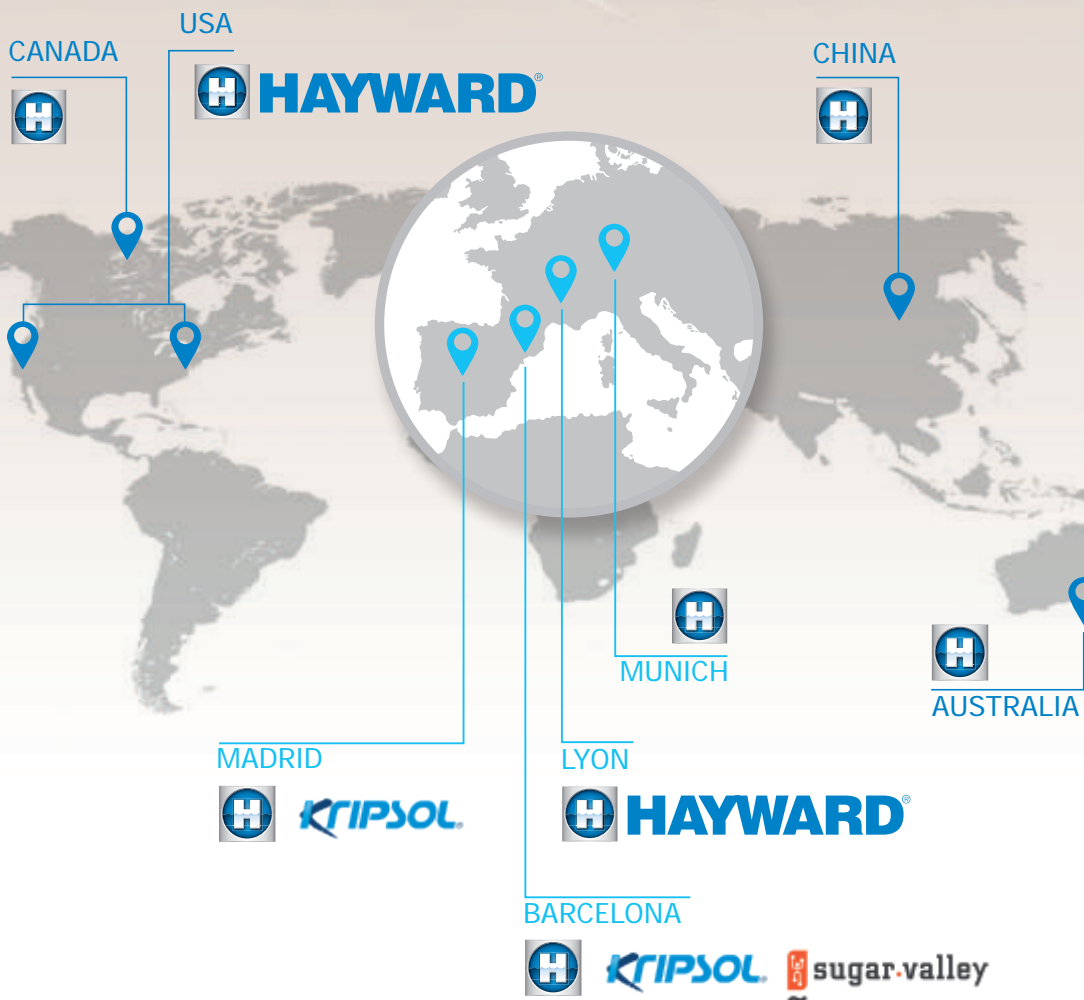 USA
CANADA
CHINA
H
H HAYWARD®
H
H
MUNICH
H
AUSTRALIA
MADRID
LYON
H KRIPSOL.
H HAYWARD®
BARCELONA
H KRIPSOL. sugar·valley